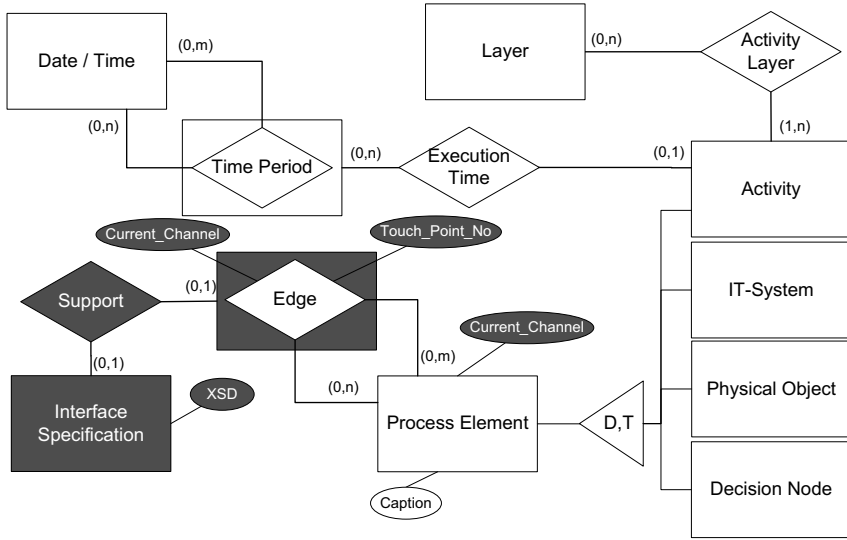 (0,m)
Date / Time
Layer
(0,n)
Activity
Layer
(0,n)
(1,n)
Time Period
(0,n)
Execution
Time
(0,1)
Activity
Current_Channel
Touch_Point_No
Support
(0,1)
Edge
IT-System
Current_Channel
(0,1)
(0,m)
(0,n)
XSD
Interface
Specification
Process Element
D,T
Physical Object
Caption
Decision Node